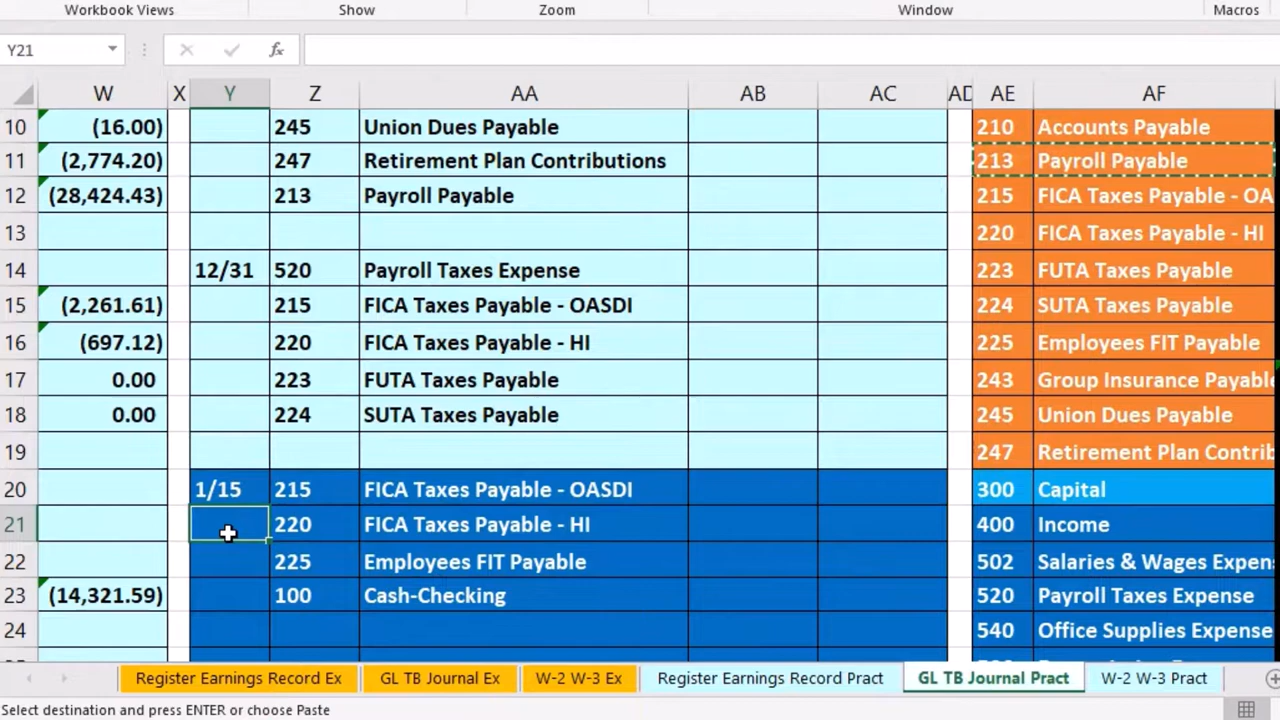 Workbook Views Show Zoom Window Macros
Y21 fx
W X Y Z AA AB AC AD AE AF
10 (16.00) 245 Union Dues Payable 210 Accounts Payable
11 (2,774.20) 247 Retirement Plan Contributions 213 Payroll Payable
12 (28,424.43) 213 Payroll Payable 215 FICA Taxes Payable - OA
13 220 FICA Taxes Payable - HI
14 12/31 520 Payroll Taxes Expense 223 FUTA Taxes Payable
15 (2,261.61) 215 FICA Taxes Payable - OASDI 224 SUTA Taxes Payable
16 (697.12) 220 FICA Taxes Payable - HI 225 Employees FIT Payable
17 0.00 223 FUTA Taxes Payable 243 Group Insurance Payable
18 0.00 224 SUTA Taxes Payable 245 Union Dues Payable
19 247 Retirement Plan Contrib
20 1/15 215 FICA Taxes Payable - OASDI 300 Capital
21 220 FICA Taxes Payable - HI 400 Income
22 225 Employees FIT Payable 502 Salaries & Wages Expens
23 (14,321.59) 100 Cash-Checking 520 Payroll Taxes Expense
24 540 Office Supplies Expense
Register Earnings Record Ex GL TB Journal Ex W-2 W-3 Ex Register Earnings Record Pract GL TB Journal Pract W-2 W-3 Pract
Select destination and press ENTER or choose Paste